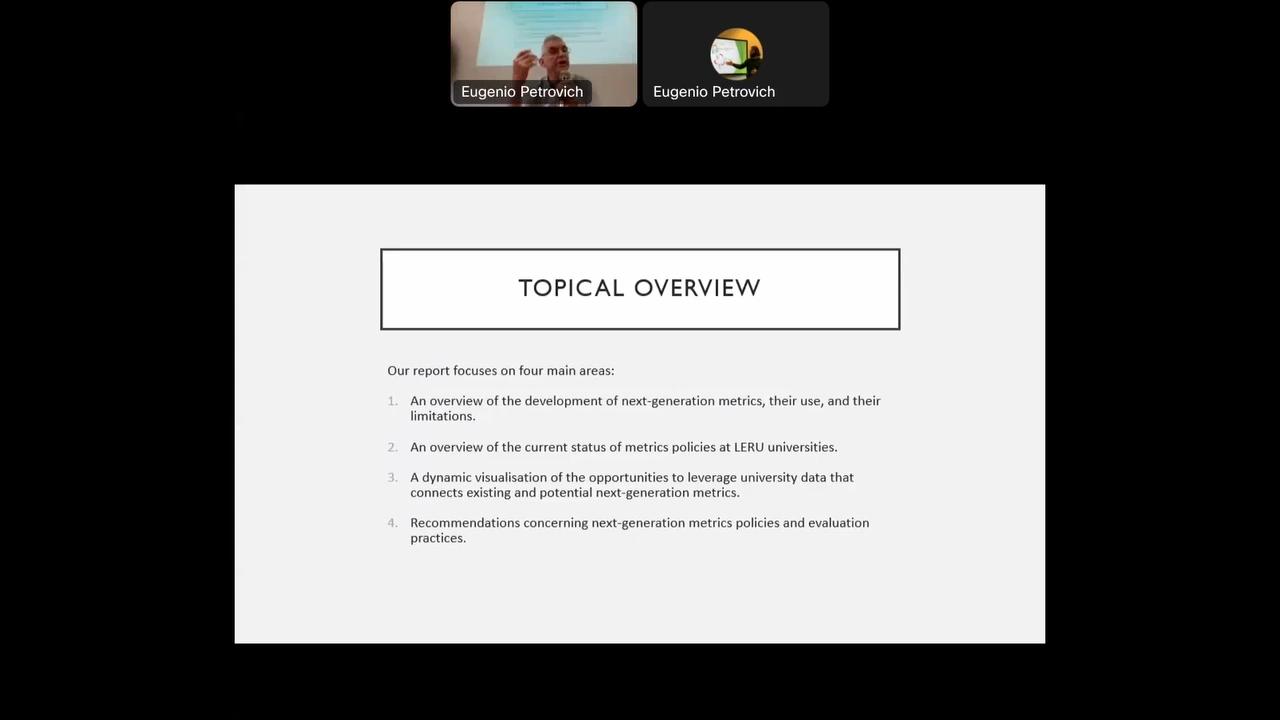 Eugenio Petrovich
Eugenio Petrovich
TOPICAL OVERVIEW
Our report focuses on four main areas:
1. An overview of the development of next-generation metrics, their use, and their
limitations.
2. An overview of the current status of metrics policies at LERU universities.
3. A dynamic visualisation of the opportunities to leverage university data that
connects existing and potential next-generation metrics.
4. Recommendations concerning next-generation metrics policies and evaluation
practices.